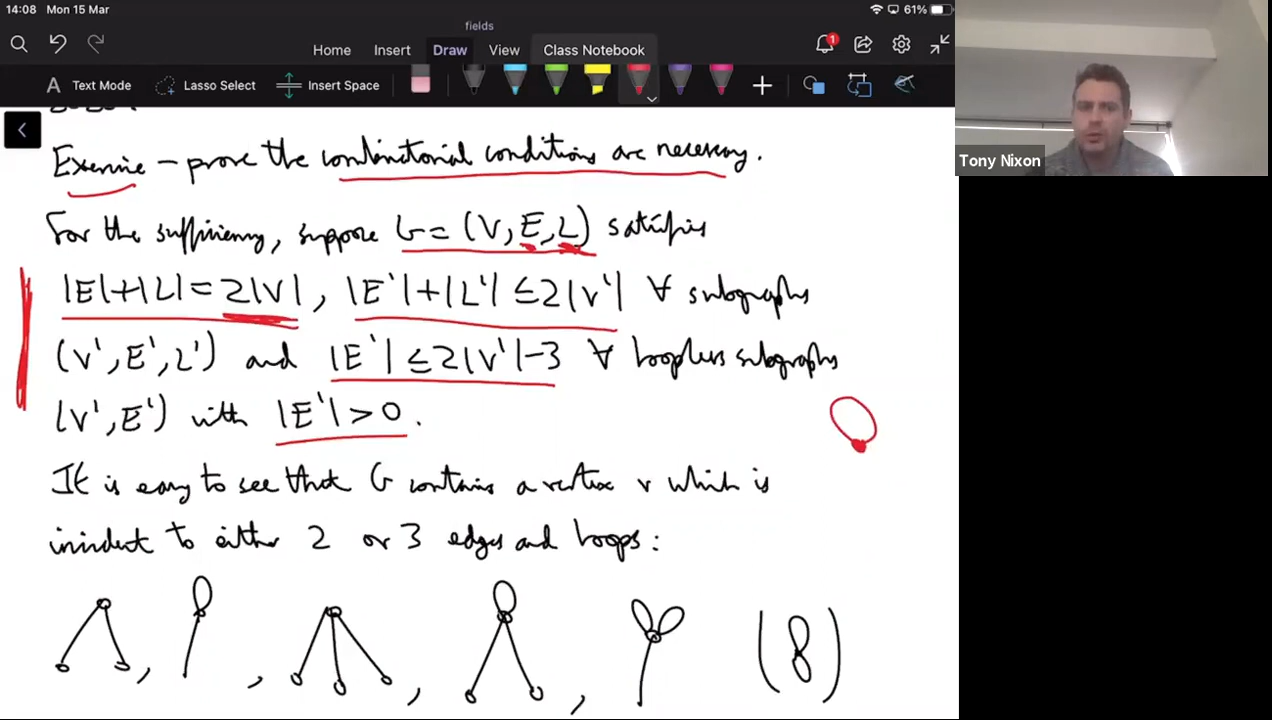 14:08 Mon 15 Mar
61%
fields
Home Insert Draw View Class Notebook
1
A Text Mode Lasso Select Insert Space
Tony Nixon
Exercise – prove the combinatorial conditions are necessary.
For the sufficiency, suppose G = (V, E, L) satisfies
|E|+|L| = 2|V|, |E'|+|L'| ≤ 2|V'| ∀ subgraphs
(V', E', L') and |E'| ≤ 2|V'|-3 ∀ loopless subgraphs
(V', E') with |E'| > 0.
It is easy to see that G contains a vertex v which is
incident to either 2 or 3 edges and loops:
, , , , ( )